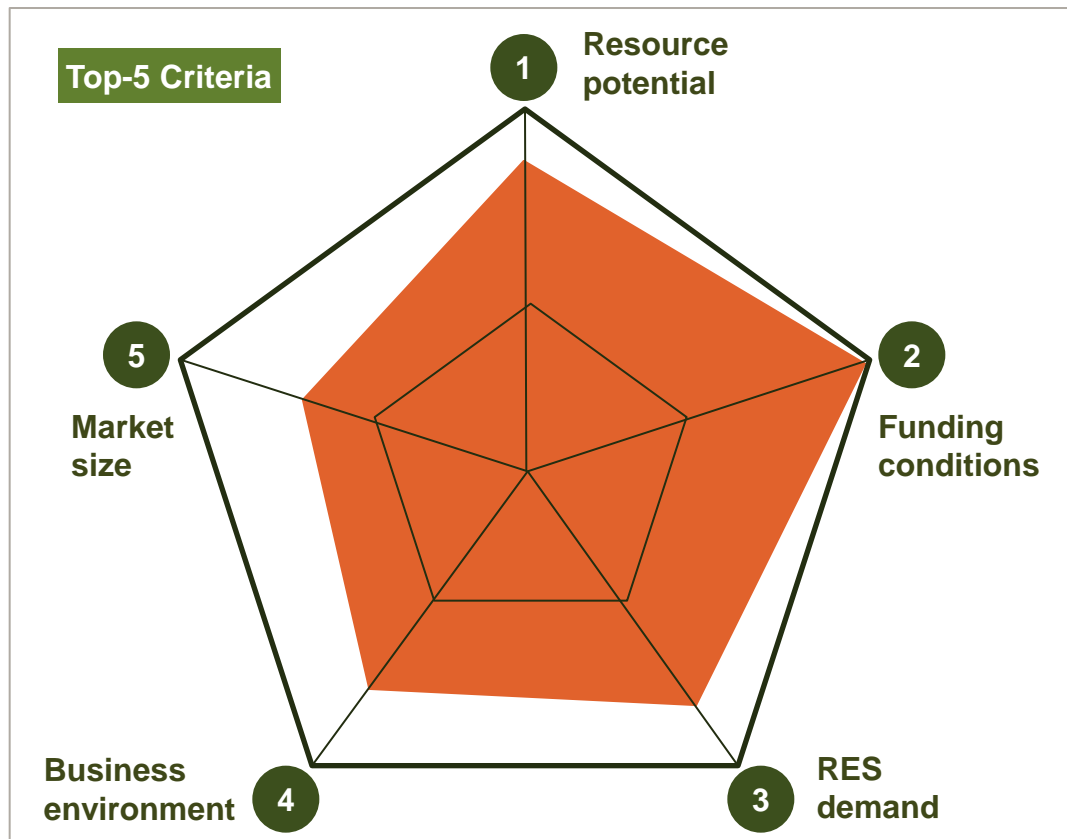 Top-5 Criteria
1
Resource
potential
2
Funding
conditions
3
RES
demand
4
Business
environment
5
Market
size